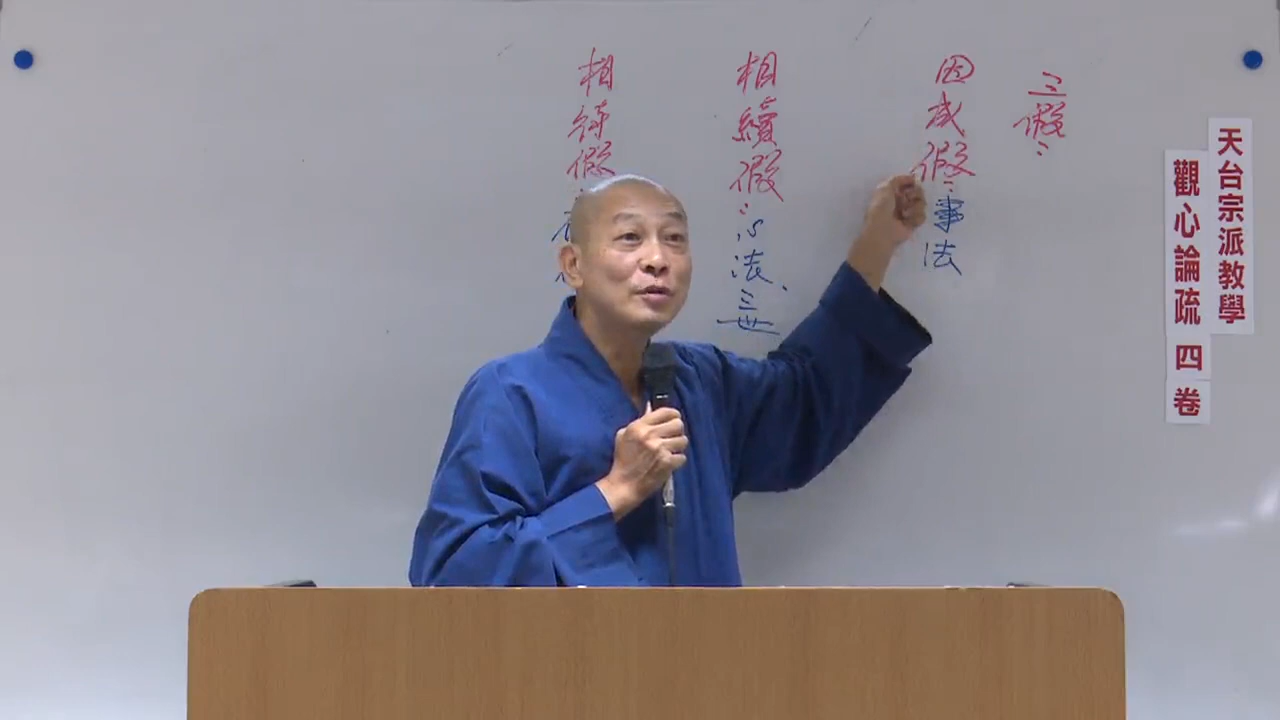 天台宗派教學
觀心論疏 四卷
三假：
因成假：事法
相續假：心法、三世
相待假：